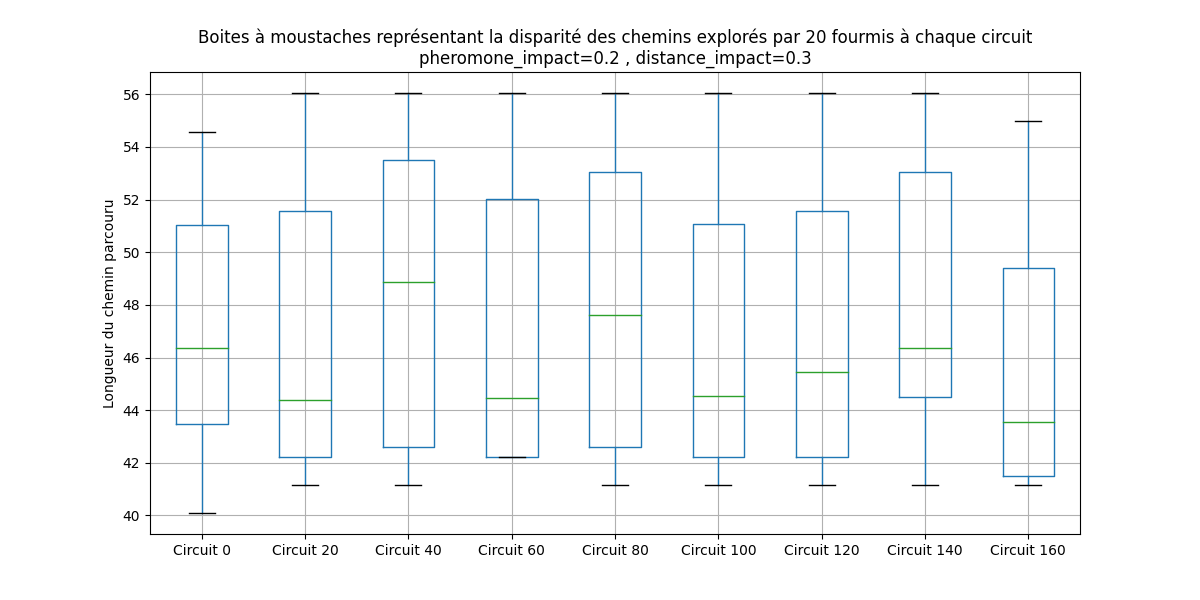 Boites à moustaches représentant la disparité des chemins explorés par 20 fourmis à chaque circuit
pheromone_impact=0.2 , distance_impact=0.3
Longueur du chemin parcouru
56
54
52
50
48
46
44
42
40
Circuit 0 Circuit 20 Circuit 40 Circuit 60 Circuit 80 Circuit 100 Circuit 120 Circuit 140 Circuit 160